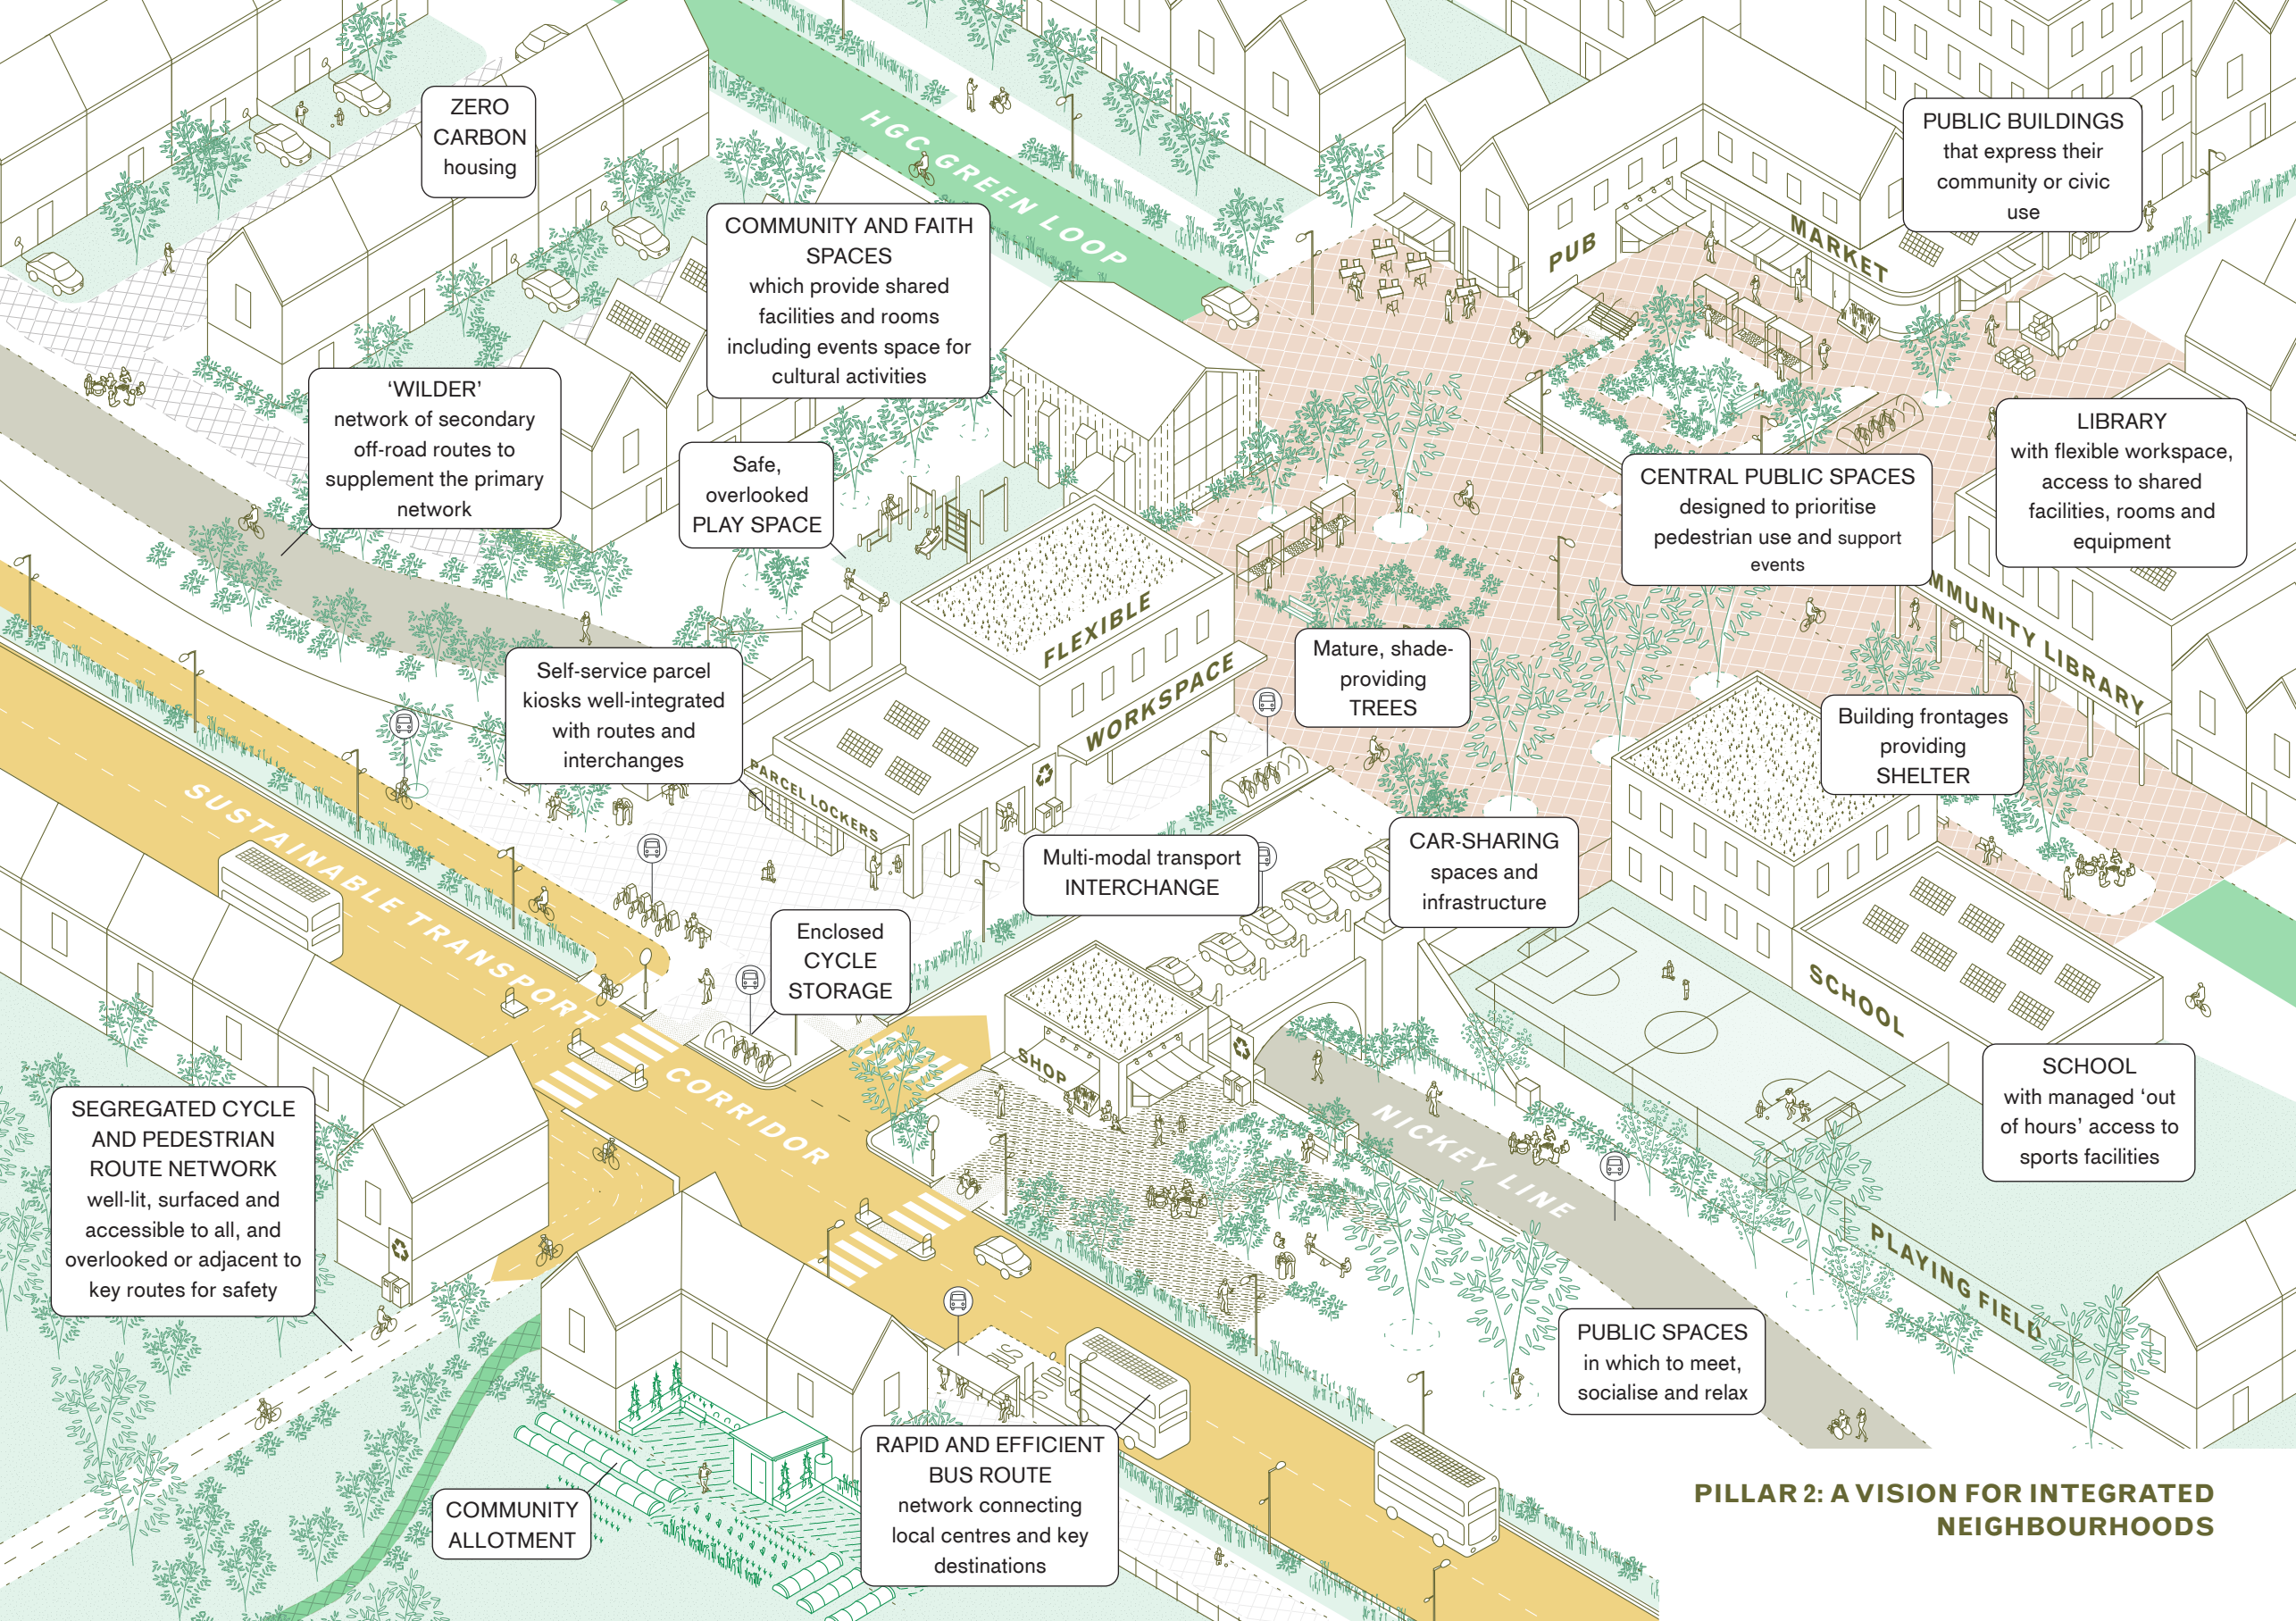 ZERO
CARBON
housing
HGC GREEN LOOP
COMMUNITY AND FAITH
SPACES
which provide shared
facilities and rooms
including events space for
cultural activities
PUB
MARKET
PUBLIC BUILDINGS
that express their
community or civic
use
'WILDER'
network of secondary
off-road routes to
supplement the primary
network
Safe,
overlooked
PLAY SPACE
CENTRAL PUBLIC SPACES
designed to prioritise
pedestrian use and support
events
LIBRARY
with flexible workspace,
access to shared
facilities, rooms and
equipment
MMUNITY LIBRARY
FLEXIBLE
WORKSPACE
Self-service parcel
kiosks well-integrated
with routes and
interchanges
PARCEL LOCKERS
Mature, shade-
providing
TREES
Building frontages
providing
SHELTER
SUSTAINABLE TRANSPORT CORRIDOR
Multi-modal transport
INTERCHANGE
CAR-SHARING
spaces and
infrastructure
Enclosed
CYCLE
STORAGE
SHOP
SCHOOL
SCHOOL
with managed 'out
of hours' access to
sports facilities
NICKEY LINE
PLAYING FIELD
SEGREGATED CYCLE
AND PEDESTRIAN
ROUTE NETWORK
well-lit, surfaced and
accessible to all, and
overlooked or adjacent to
key routes for safety
PUBLIC SPACES
in which to meet,
socialise and relax
BUS
STOP
RAPID AND EFFICIENT
BUS ROUTE
network connecting
local centres and key
destinations
COMMUNITY
ALLOTMENT
PILLAR 2: A VISION FOR INTEGRATED
NEIGHBOURHOODS